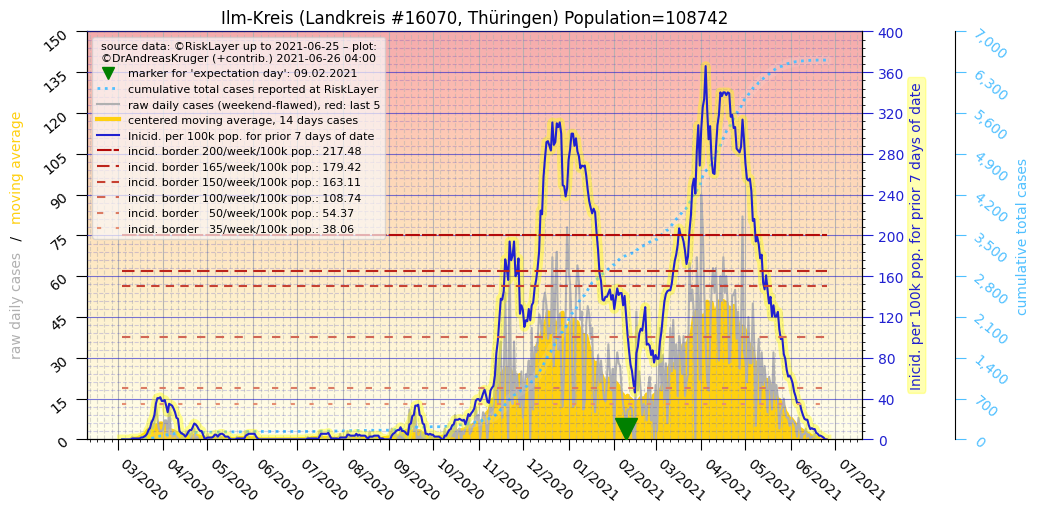 Ilm-Kreis (Landkreis #16070, Thüringen) Population=108742
source data: ©RiskLayer up to 2021-06-25 – plot:
©DrAndreasKruger (+contrib.) 2021-06-26 04:00
marker for 'expectation day': 09.02.2021
cumulative total cases reported at RiskLayer
raw daily cases (weekend-flawed), red: last 5
centered moving average, 14 days cases
Inicid. per 100k pop. for prior 7 days of date
incid. border 200/week/100k pop.: 217.48
incid. border 165/week/100k pop.: 179.42
incid. border 150/week/100k pop.: 163.11
incid. border 100/week/100k pop.: 108.74
incid. border   50/week/100k pop.: 54.37
incid. border   35/week/100k pop.: 38.06
raw daily cases / moving average
150
135
120
105
90
75
60
45
30
15
0
03/2020
04/2020
05/2020
06/2020
07/2020
08/2020
09/2020
10/2020
11/2020
12/2020
01/2021
02/2021
03/2021
04/2021
05/2021
06/2021
07/2021
400
360
320
280
240
200
160
120
80
40
0
Inicid. per 100k pop. for prior 7 days of date
7,000
6,300
5,600
4,900
4,200
3,500
2,800
2,100
1,400
700
0
cumulative total cases